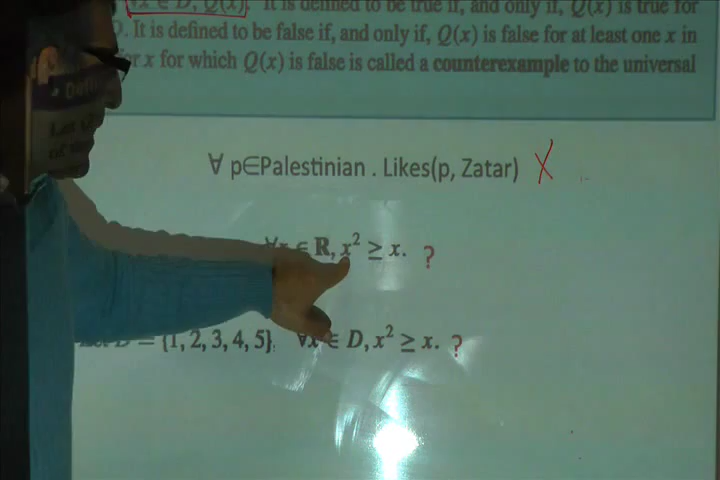 ∈ D, Q(x). It is defined to be true if, and only if, Q(x) is true for
. It is defined to be false if, and only if, Q(x) is false for at least one x in
x for which Q(x) is false is called a counterexample to the universal
∀ p∈Palestinian . Likes(p, Zatar) X
∀x ∈ R, x² ≥ x. ?
D = {1, 2, 3, 4, 5}. ∀x ∈ D, x² ≥ x. ?